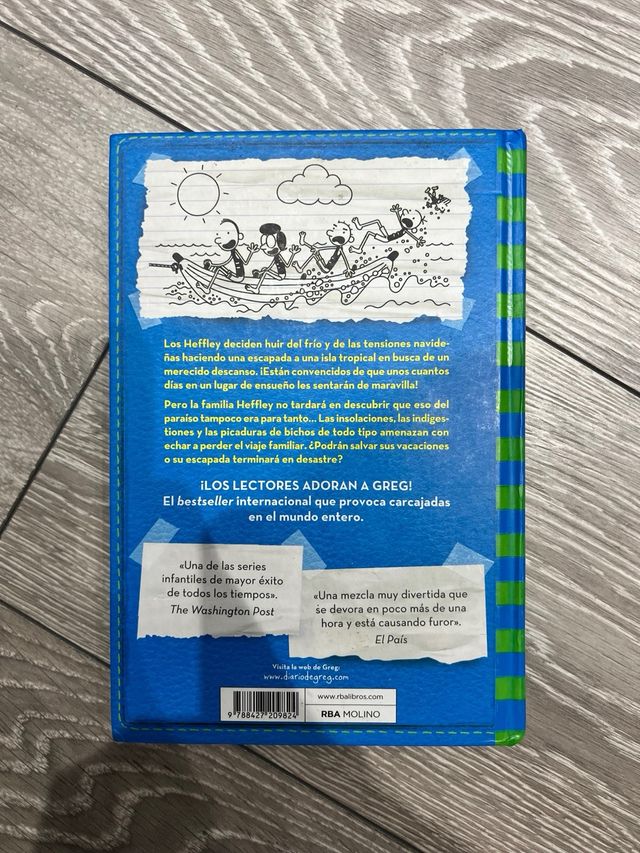 Los Heffley deciden huir del frío y de las tensiones navide-
ñas haciendo una escapada a una isla tropical en busca de un
merecido descanso. ¡Están convencidos de que unos cuantos
días en un lugar de ensueño les sentarán de maravilla!
Pero la familia Heffley no tardará en descubrir que eso del
paraíso tampoco era para tanto... Las insolaciones, las indiges-
tiones y las picaduras de bichos de todo tipo amenazan con
echar a perder el viaje familiar. ¿Podrán salvar sus vacaciones
o su escapada terminará en desastre?
¡LOS LECTORES ADORAN A GREG!
El bestseller internacional que provoca carcajadas
en el mundo entero.
«Una de las series
infantiles de mayor éxito
de todos los tiempos».
The Washington Post
«Una mezcla muy divertida que
se devora en poco más de una
hora y está causando furor».
El País
Visita la web de Greg:
www.diariodegreg.com
www.rbalibros.com
RBA MOLINO
9 788427 209824